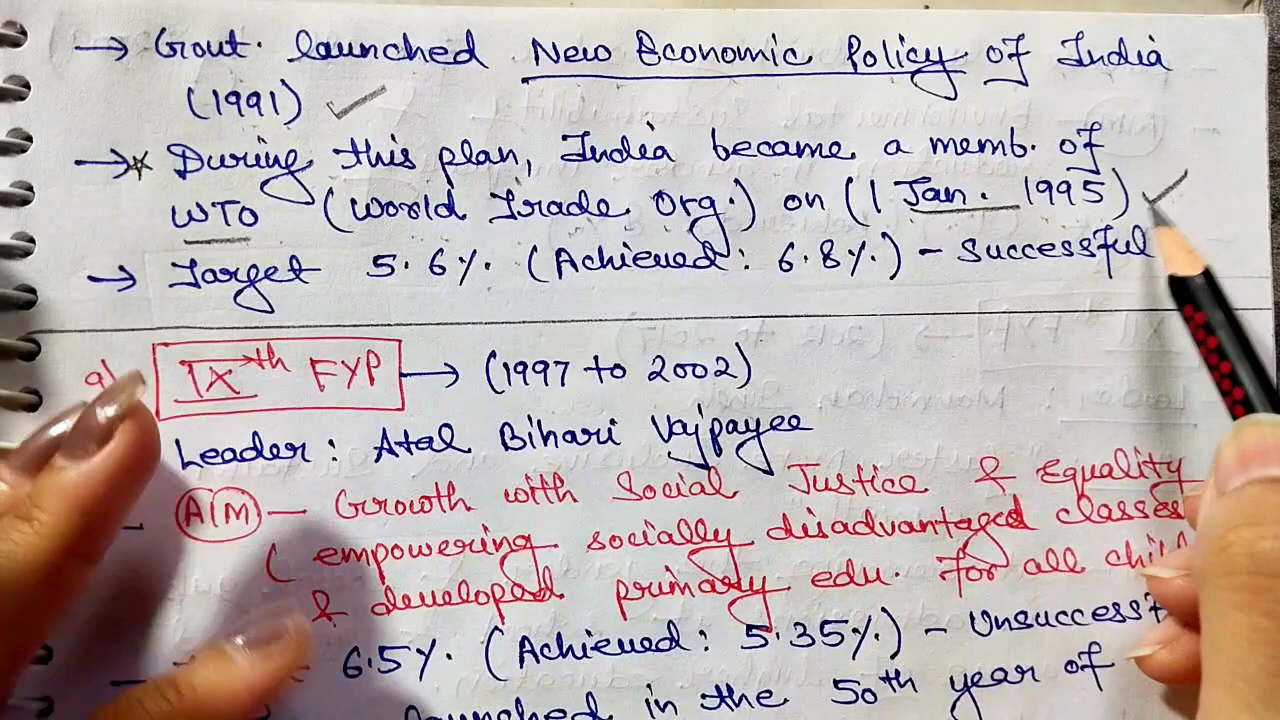 → Govt. launched New Economic Policy of India
(1991) ✓
→* During this plan, India became a memb. of
WTO (World Trade Org.) on (1 Jan. 1995) ✓
→ Target 5.6%. (Achieved: 6.8%.) - Successful
9) IXth FYP → (1997 to 2002)
Leader: Atal Bihari Vajpayee
- AIM - Growth with Social Justice & Equality
( empowering socially disadvantaged classes
& developed primary edu. for all child
6.5%. (Achieved: 5.35%.) - Unsuccessf
launched in the 50th year of